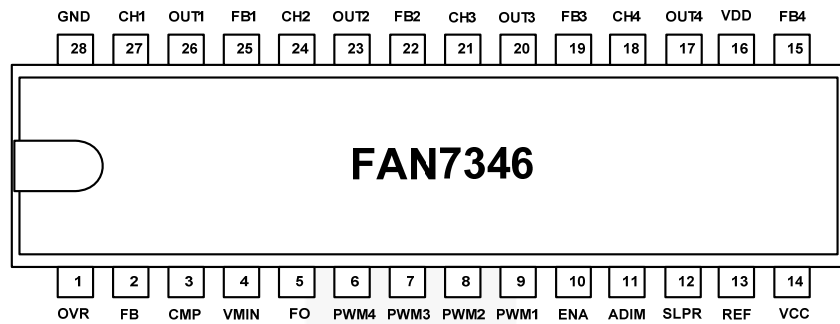 GND CH1 OUT1 FB1 CH2 OUT2 FB2 CH3 OUT3 FB3 CH4 OUT4 VDD FB4
28 27 26 25 24 23 22 21 20 19 18 17 16 15
FAN7346
1 2 3 4 5 6 7 8 9 10 11 12 13 14
OVR FB CMP VMIN FO PWM4 PWM3 PWM2 PWM1 ENA ADIM SLPR REF VCC